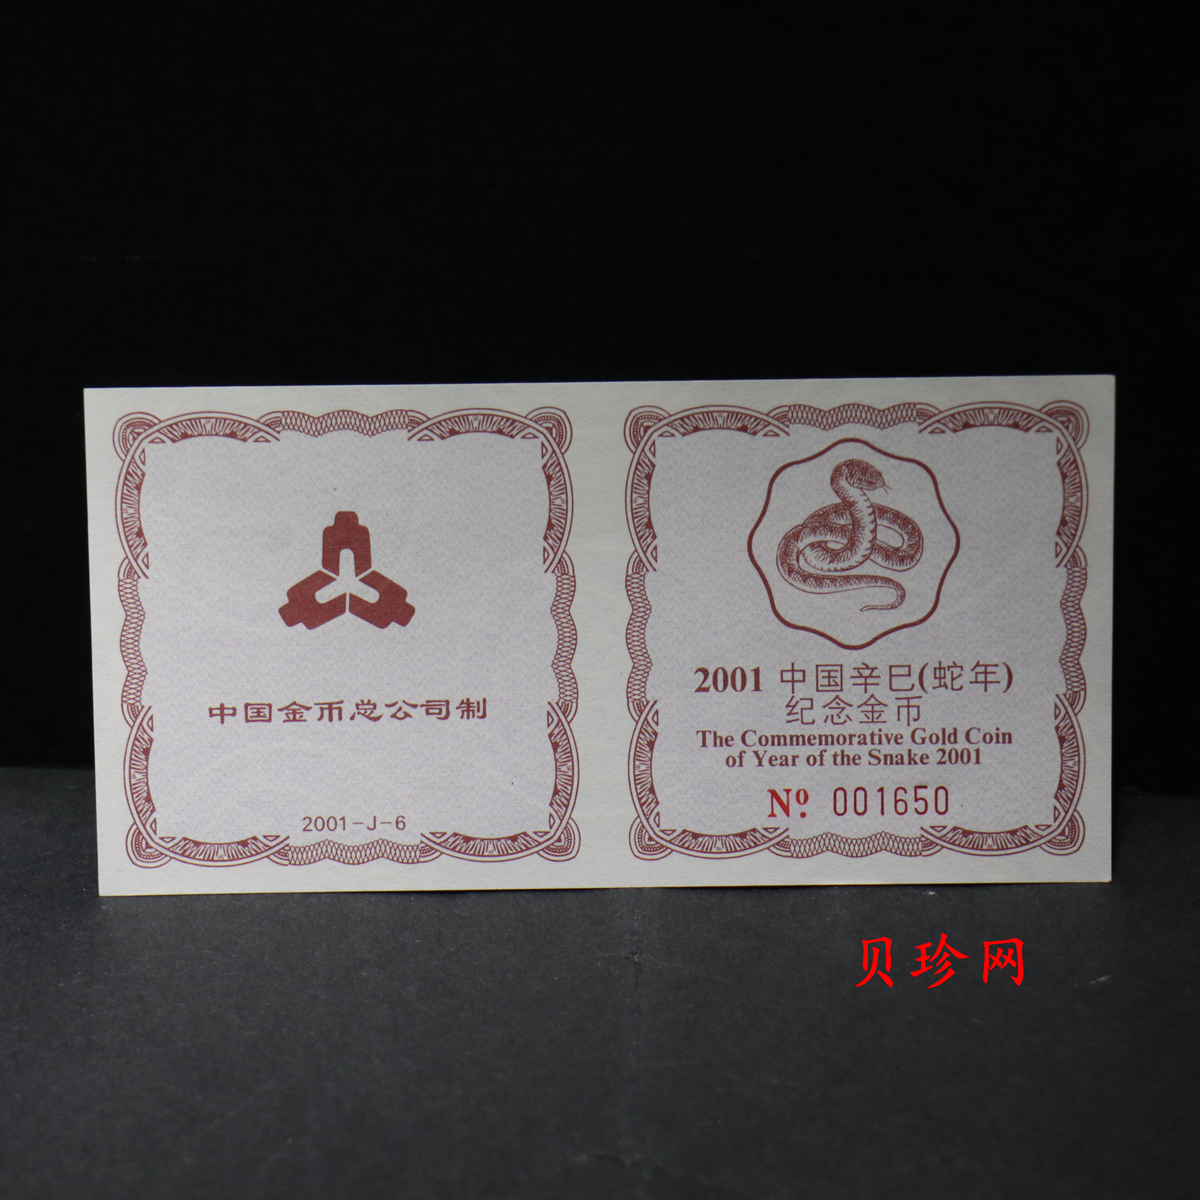 中国金币总公司制
2001-J-6
2001 中国辛巳(蛇年)
纪念金币
The Commemorative Gold Coin
of Year of the Snake 2001
Nº 001650
贝珍网